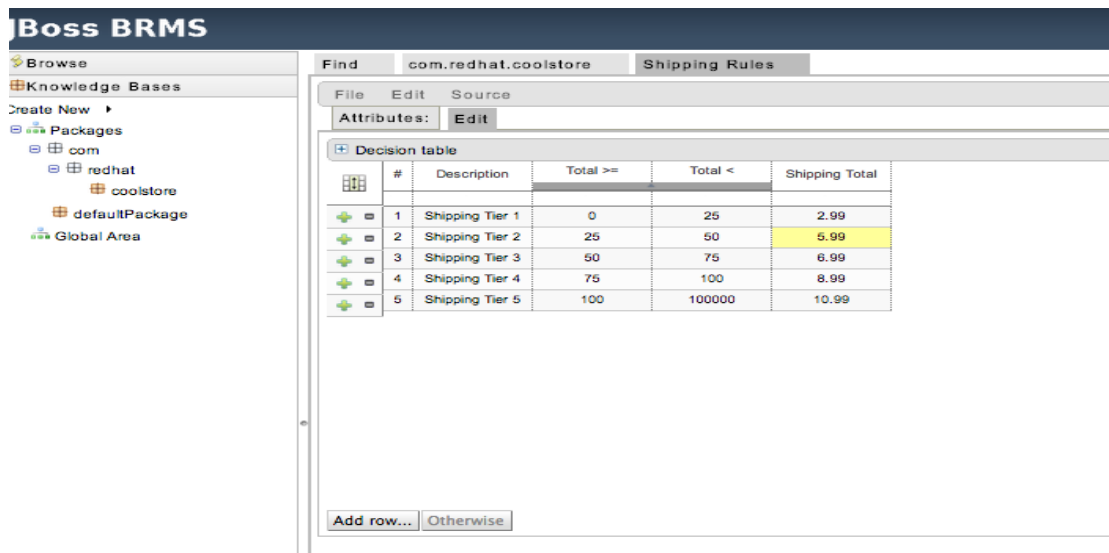 JBoss BRMS
Browse
Knowledge Bases
Create New
Packages
com
redhat
coolstore
defaultPackage
Global Area
Find com.redhat.coolstore Shipping Rules
File Edit Source
Attributes: Edit
Decision table
# Description Total >= Total < Shipping Total
1 Shipping Tier 1 0 25 2.99
2 Shipping Tier 2 25 50 5.99
3 Shipping Tier 3 50 75 6.99
4 Shipping Tier 4 75 100 8.99
5 Shipping Tier 5 100 100000 10.99
Add row... Otherwise